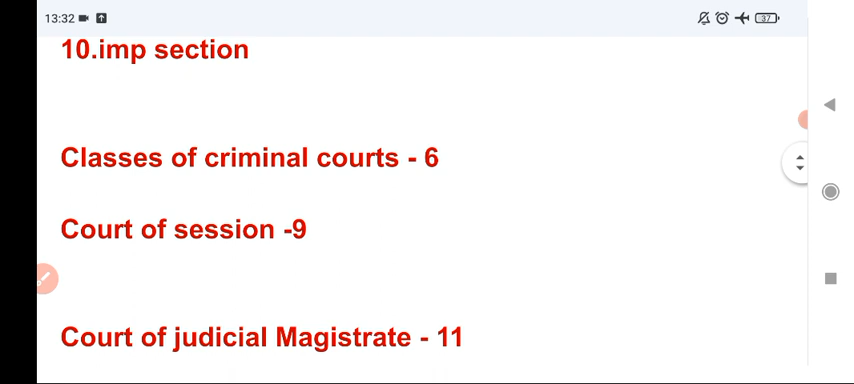 13:32
37
10.imp section
Classes of criminal courts - 6
Court of session -9
Court of judicial Magistrate - 11